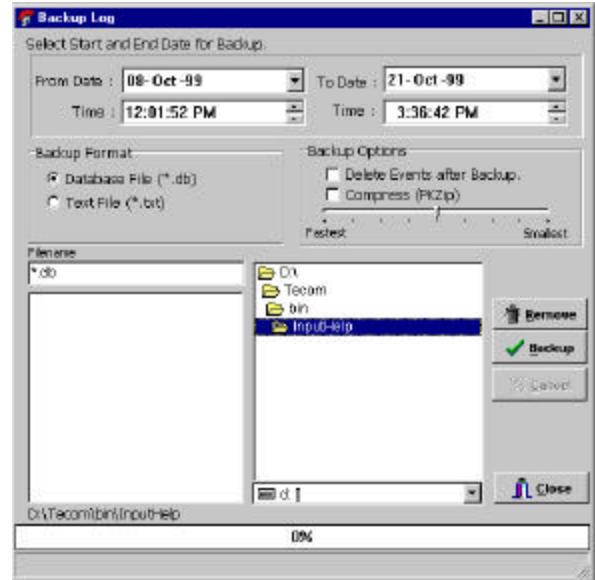 Backup Log
Select Start and End Date for Backup.
From Date : 08-Oct-99 To Date : 21-Oct-99
Time : 12:01:52 PM Time : 3:36:42 PM
Backup Format Backup Options
Database File (*.db) Delete Events after Backup.
Text File (*.txt) Compress (PKZip)
Fastest Smallest
Filename
*.db D:\
Tecom
bin
InputHelp
Remove
Backup
Cancel
d: [
Close
D:\Tecom\bin\InputHelp
0%